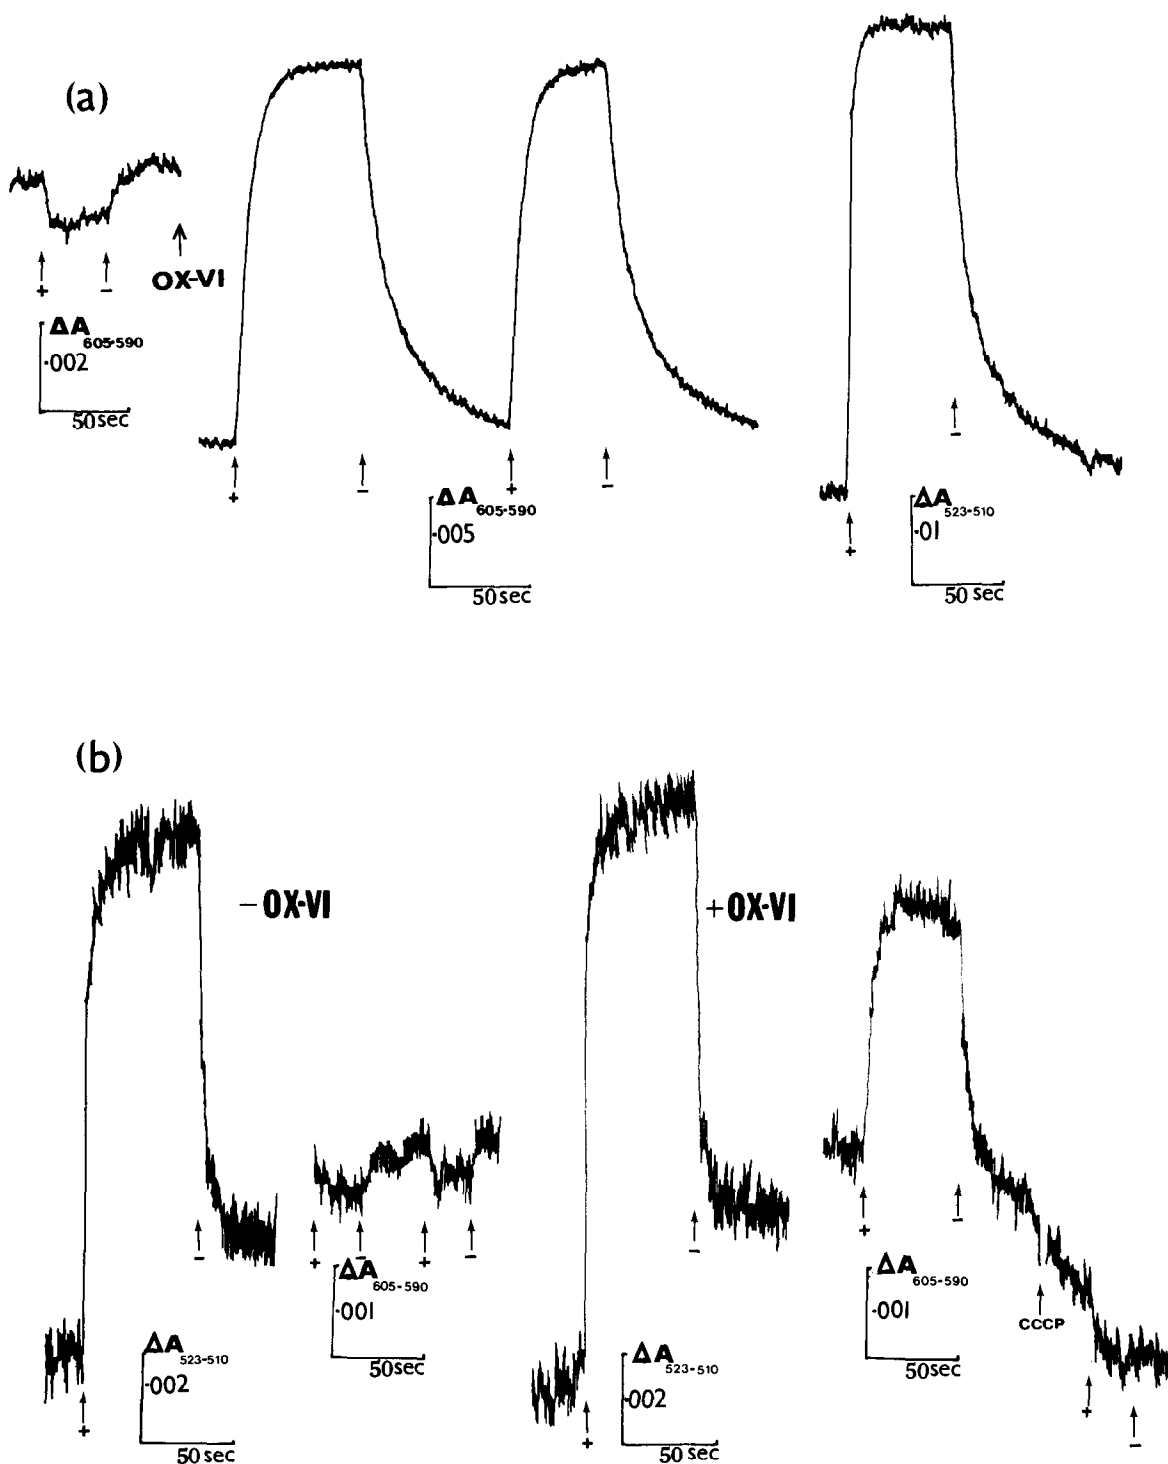 (a)
+
−
OX-VI
ΔA 605-590
·002
50 sec
+
−
+
−
ΔA 605-590
·005
50 sec
+
−
ΔA 523-510
·01
50 sec
(b)
− OX-VI
+
−
ΔA 523-510
·002
50 sec
+
−
+
−
ΔA 605-590
·001
50 sec
+ OX-VI
+
−
ΔA 523-510
·002
50 sec
+
−
CCCP
+
−
ΔA 605-590
·001
50 sec